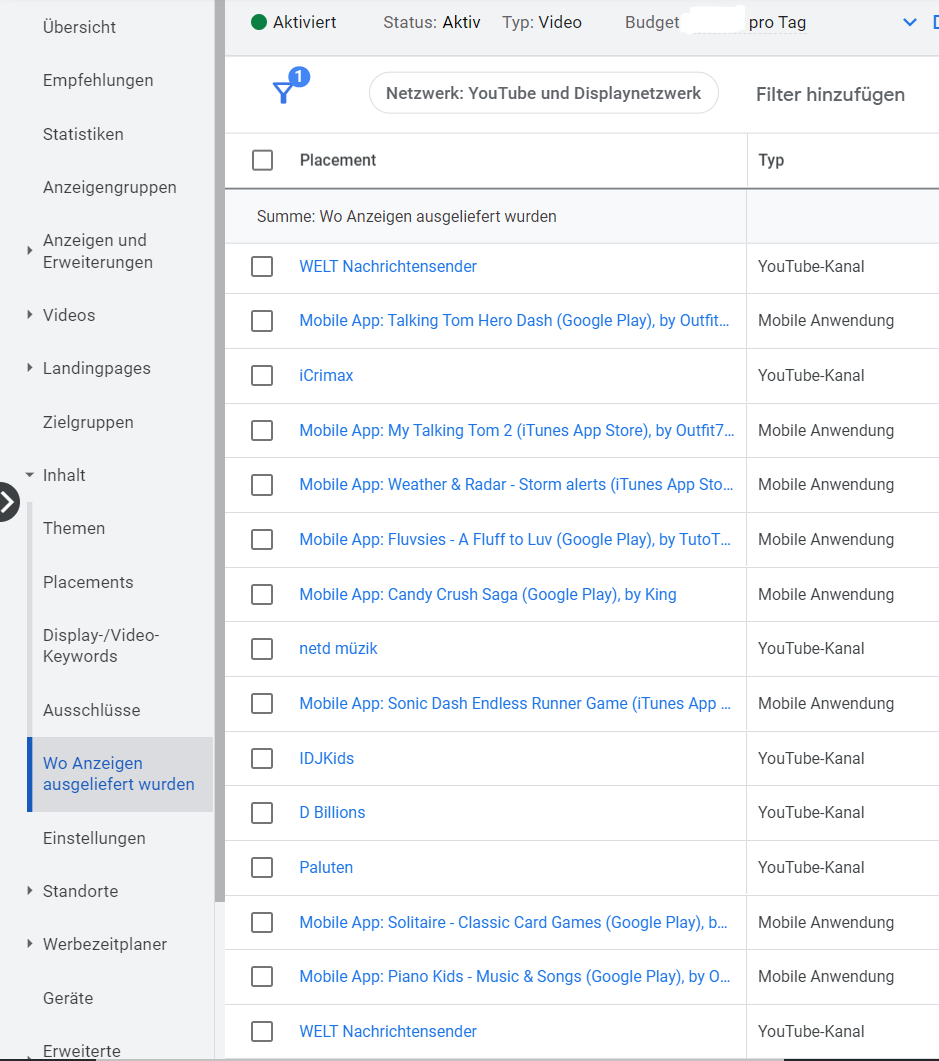 Übersicht
Empfehlungen
Statistiken
Anzeigengruppen
Anzeigen und
Erweiterungen
Videos
Landingpages
Zielgruppen
Inhalt
Themen
Placements
Display-/Video-
Keywords
Ausschlüsse
Wo Anzeigen
ausgeliefert wurden
Einstellungen
Standorte
Werbezeitplaner
Geräte
Erweiterte
Aktiviert Status: Aktiv Typ: Video Budget pro Tag
1
Netzwerk: YouTube und Displaynetzwerk Filter hinzufügen
Placement Typ
Summe: Wo Anzeigen ausgeliefert wurden
WELT Nachrichtensender YouTube-Kanal
Mobile App: Talking Tom Hero Dash (Google Play), by Outfit... Mobile Anwendung
iCrimax YouTube-Kanal
Mobile App: My Talking Tom 2 (iTunes App Store), by Outfit7... Mobile Anwendung
Mobile App: Weather & Radar - Storm alerts (iTunes App Sto... Mobile Anwendung
Mobile App: Fluvsies - A Fluff to Luv (Google Play), by TutoT... Mobile Anwendung
Mobile App: Candy Crush Saga (Google Play), by King Mobile Anwendung
netd müzik YouTube-Kanal
Mobile App: Sonic Dash Endless Runner Game (iTunes App ... Mobile Anwendung
IDJKids YouTube-Kanal
D Billions YouTube-Kanal
Paluten YouTube-Kanal
Mobile App: Solitaire - Classic Card Games (Google Play), b... Mobile Anwendung
Mobile App: Piano Kids - Music & Songs (Google Play), by O... Mobile Anwendung
WELT Nachrichtensender YouTube-Kanal